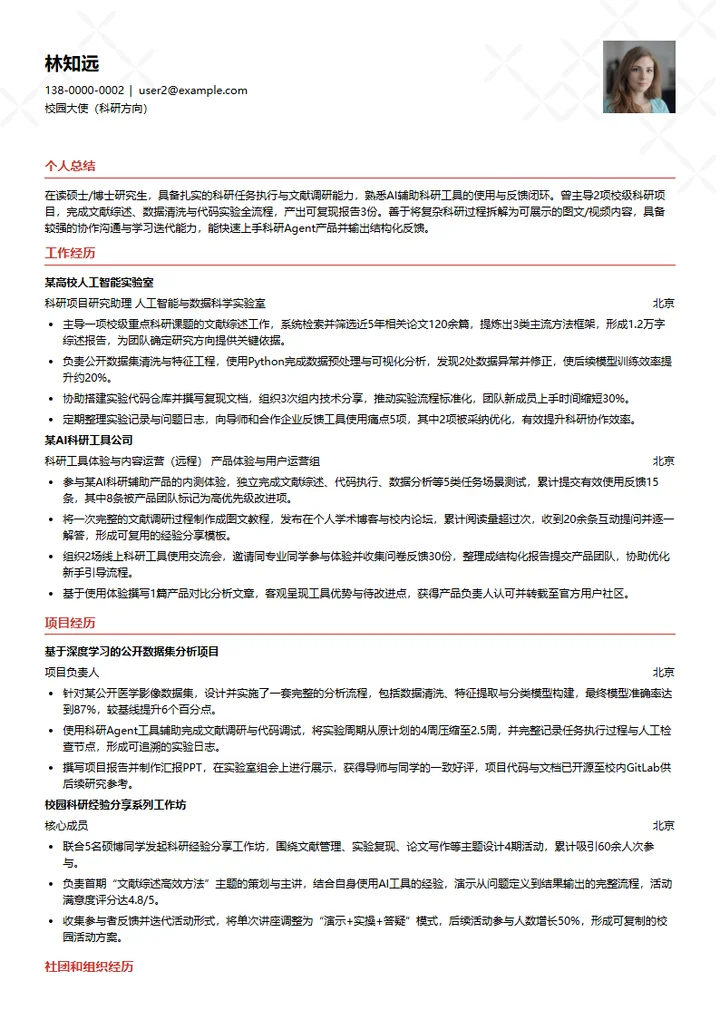 林知远
138-0000-0002 | user2@example.com
校园大使（科研方向）
个人总结
在读硕士/博士研究生，具备扎实的科研任务执行与文献调研能力，熟悉AI辅助科研工具的使用与反馈闭环。曾主导2项校级科研项
目，完成文献综述、数据清洗与代码实验全流程，产出可复现报告3份。善于将复杂科研过程拆解为可展示的图文/视频内容，具备
较强的协作沟通与学习迭代能力，能快速上手科研Agent产品并输出结构化反馈。
工作经历
某高校人工智能实验室
科研项目研究助理 人工智能与数据科学实验室 北京
• 主导一项校级重点科研课题的文献综述工作，系统检索并筛选近5年相关论文120余篇，提炼出3类主流方法框架，形成1.2万字
综述报告，为团队确定研究方向提供关键依据。
• 负责公开数据集清洗与特征工程，使用Python完成数据预处理与可视化分析，发现2处数据异常并修正，使后续模型训练效率提
升约20%。
• 协助搭建实验代码仓库并撰写复现文档，组织3次组内技术分享，推动实验流程标准化，团队新成员上手时间缩短30%。
• 定期整理实验记录与问题日志，向导师和合作企业反馈工具使用痛点5项，其中2项被采纳优化，有效提升科研协作效率。
某AI科研工具公司
科研工具体验与内容运营（远程） 产品体验与用户运营组 北京
• 参与某AI科研辅助产品的内测体验，独立完成文献综述、代码执行、数据分析等5类任务场景测试，累计提交有效使用反馈15
条，其中8条被产品团队标记为高优先级改进项。
• 将一次完整的文献调研过程制作成图文教程，发布在个人学术博客与校内论坛，累计阅读量超过次，收到20余条互动提问并逐一
解答，形成可复用的经验分享模板。
• 组织2场线上科研工具使用交流会，邀请同专业同学参与体验并收集问卷反馈30份，整理成结构化报告提交产品团队，协助优化
新手引导流程。
• 基于使用体验撰写1篇产品对比分析文章，客观呈现工具优势与待改进点，获得产品负责人认可并转载至官方用户社区。
项目经历
基于深度学习的公开数据集分析项目
项目负责人 北京
• 针对某公开医学影像数据集，设计并实施了一套完整的分析流程，包括数据清洗、特征提取与分类模型构建，最终模型准确率达
到87%，较基线提升6个百分点。
• 使用科研Agent工具辅助完成文献调研与代码调试，将实验周期从原计划的4周压缩至2.5周，并完整记录任务执行过程与人工检
查节点，形成可追溯的实验日志。
• 撰写项目报告并制作汇报PPT，在实验室组会上进行展示，获得导师与同学的一致好评，项目代码与文档已开源至校内GitLab供
后续研究参考。
校园科研经验分享系列工作坊
核心成员 北京
• 联合5名硕博同学发起科研经验分享工作坊，围绕文献管理、实验复现、论文写作等主题设计4期活动，累计吸引60余人次参
与。
• 负责首期“文献综述高效方法”主题的策划与主讲，结合自身使用AI工具的经验，演示从问题定义到结果输出的完整流程，活动
满意度评分达4.8/5。
• 收集参与者反馈并迭代活动形式，将单次讲座调整为“演示+实操+答疑”模式，后续活动参与人数增长50%，形成可复制的校
园活动方案。
社团和组织经历